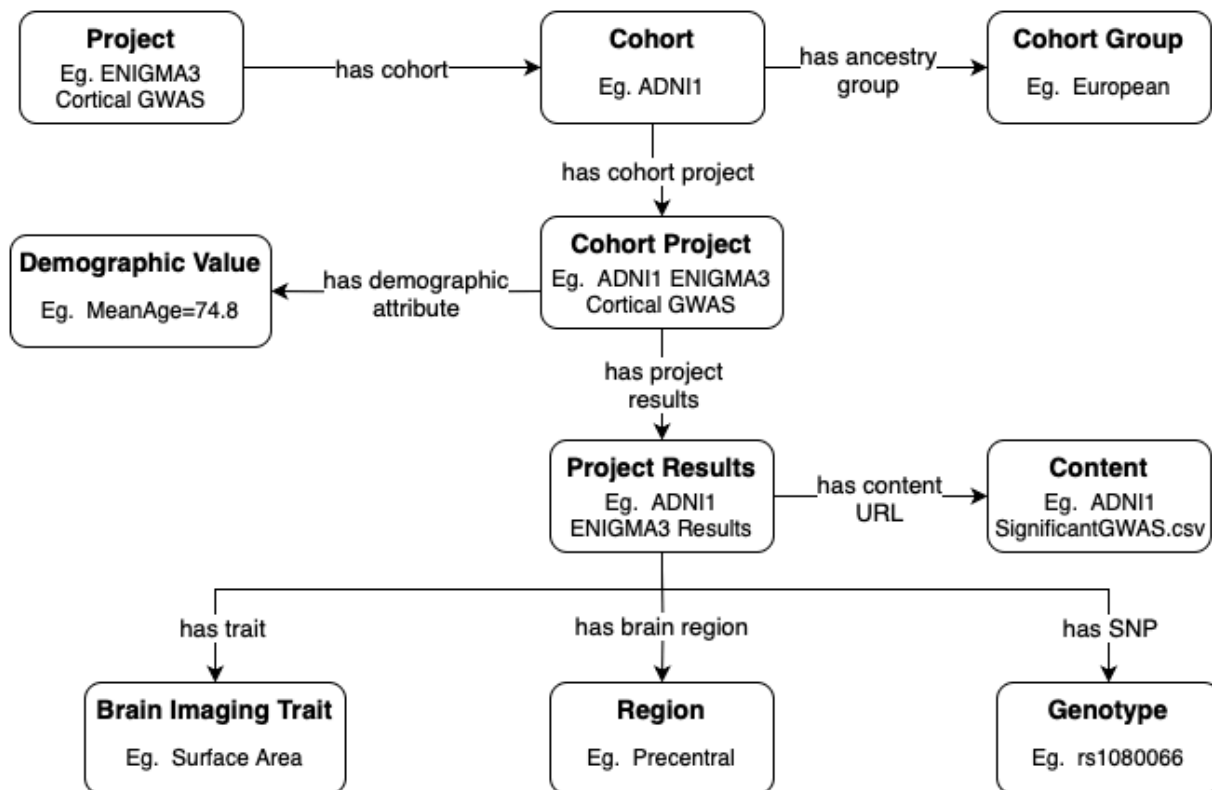 Project
Eg. ENIGMA3
Cortical GWAS
has cohort
Cohort
Eg. ADNI1
has ancestry
group
Cohort Group
Eg. European
has cohort project
Demographic Value
Eg. MeanAge=74.8
has demographic
attribute
Cohort Project
Eg. ADNI1 ENIGMA3
Cortical GWAS
has project
results
Project Results
Eg. ADNI1
ENIGMA3 Results
has content
URL
Content
Eg. ADNI1
SignificantGWAS.csv
has trait
has brain region
has SNP
Brain Imaging Trait
Eg. Surface Area
Region
Eg. Precentral
Genotype
Eg. rs1080066